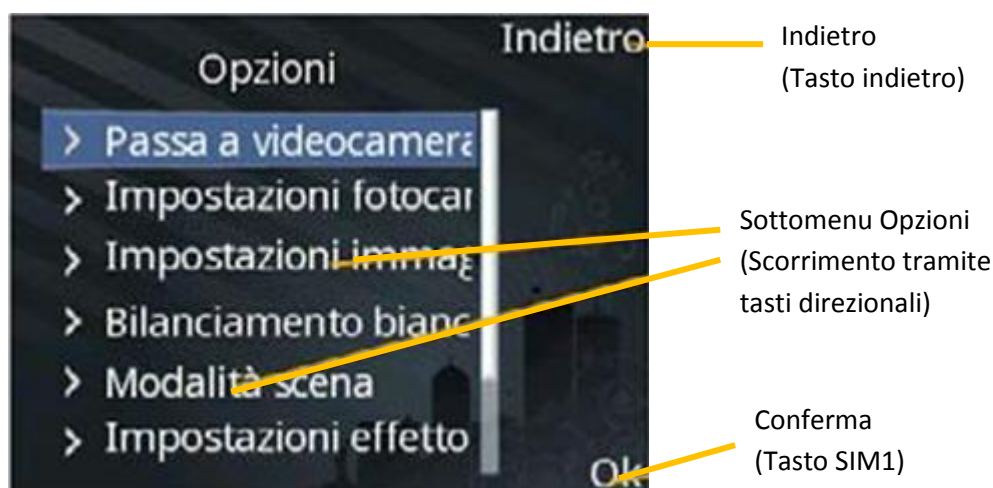 Indietro
Opzioni
Passa a videocamera
Impostazioni fotocar
Impostazioni immag
Bilanciamento bianc
Modalità scena
Impostazioni effetto
Ok
Indietro
(Tasto indietro)
Sottomenu Opzioni
(Scorrimento tramite
tasti direzionali)
Conferma
(Tasto SIM1)